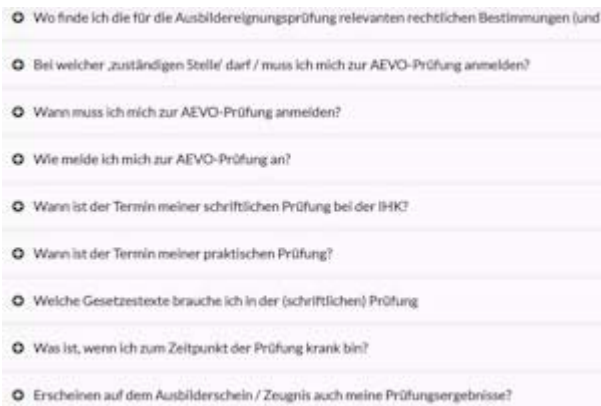 Wo finde ich die für die Ausbildereignungsprüfung relevanten rechtlichen Bestimmungen (und
Bei welcher ‚zuständigen Stelle' darf / muss ich mich zur AEVO-Prüfung anmelden?
Wann muss ich mich zur AEVO-Prüfung anmelden?
Wie melde ich mich zur AEVO-Prüfung an?
Wann ist der Termin meiner schriftlichen Prüfung bei der IHK?
Wann ist der Termin meiner praktischen Prüfung?
Welche Gesetzestexte brauche ich in der (schriftlichen) Prüfung
Was ist, wenn ich zum Zeitpunkt der Prüfung krank bin?
Erscheinen auf dem Ausbilderschein / Zeugnis auch meine Prüfungsergebnisse?